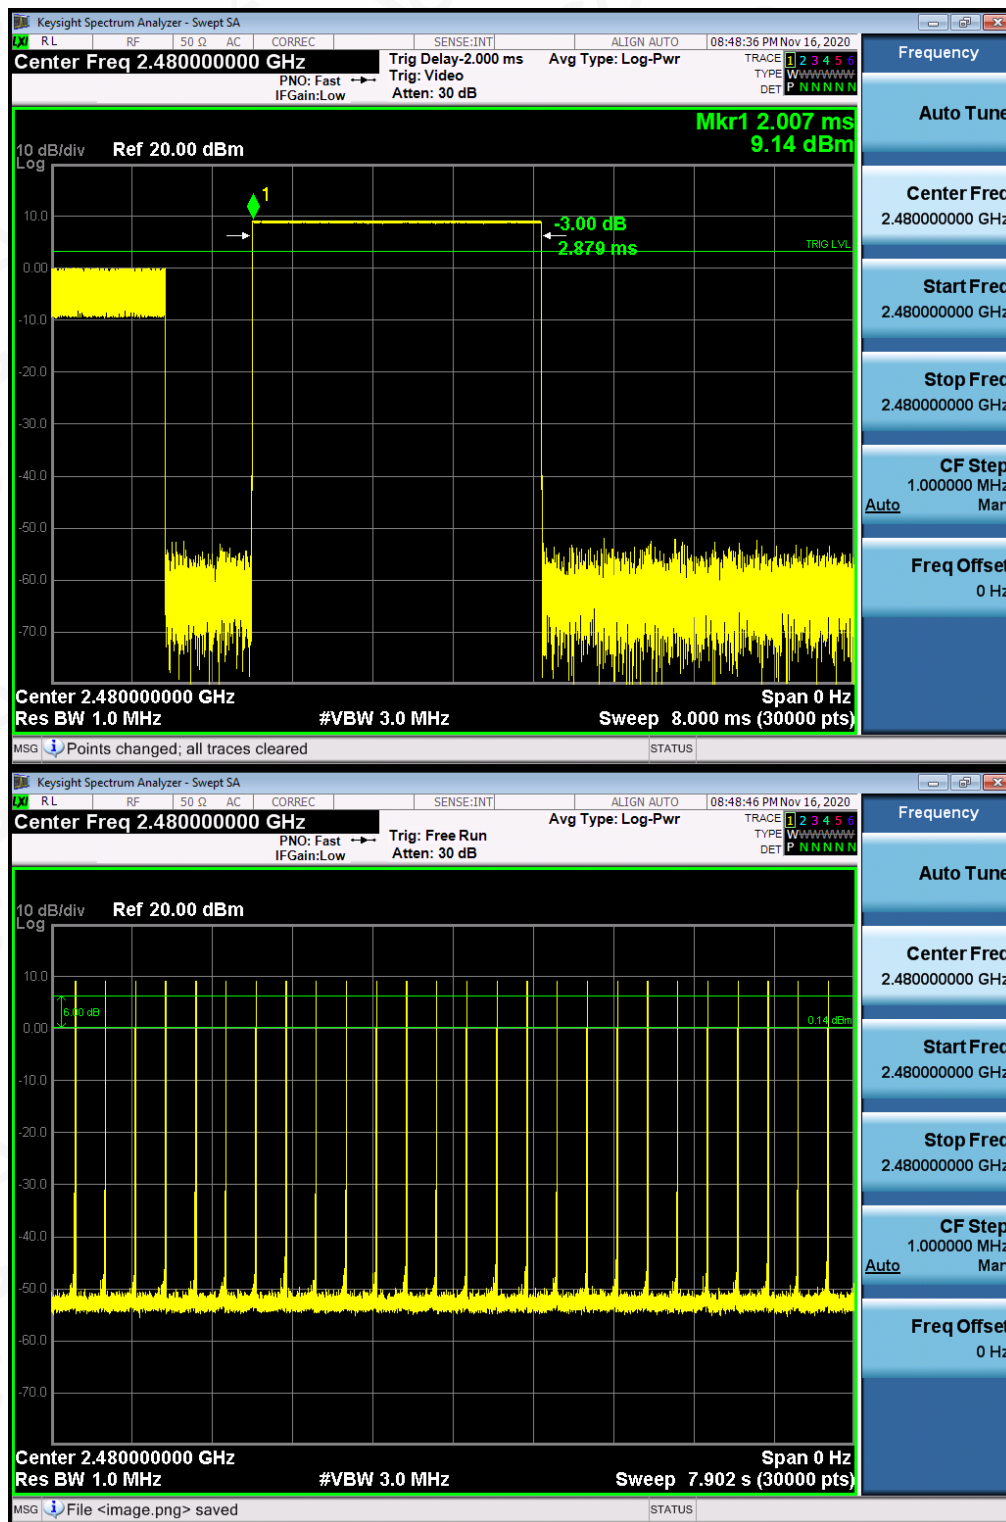 Keysight Spectrum Analyzer - Swept SA
LXI RL RF 50 Ω AC CORREC SENSE:INT ALIGN AUTO 08:48:36 PM Nov 16, 2020
Center Freq 2.480000000 GHz
PNO: Fast
IFGain:Low
Trig Delay-2.000 ms
Trig: Video
Atten: 30 dB
Avg Type: Log-Pwr
TRACE 1 2 3 4 5 6
TYPE WWWWWWW
DET P N N N N N
Mkr1 2.007 ms
9.14 dBm
10 dB/div Ref 20.00 dBm
Log
1
10.0
-3.00 dB
2.879 ms
TRIG LVL
0.00
-10.0
-20.0
-30.0
-40.0
-50.0
-60.0
-70.0
Center 2.480000000 GHz Span 0 Hz
Res BW 1.0 MHz #VBW 3.0 MHz Sweep 8.000 ms (30000 pts)
MSG Points changed; all traces cleared STATUS
Frequency
Auto Tune
Center Freq
2.480000000 GHz
Start Freq
2.480000000 GHz
Stop Freq
2.480000000 GHz
CF Step
1.000000 MHz
Auto Man
Freq Offset
0 Hz
Keysight Spectrum Analyzer - Swept SA
LXI RL RF 50 Ω AC CORREC SENSE:INT ALIGN AUTO 08:48:46 PM Nov 16, 2020
Center Freq 2.480000000 GHz
PNO: Fast
IFGain:Low
Trig: Free Run
Atten: 30 dB
Avg Type: Log-Pwr
TRACE 1 2 3 4 5 6
TYPE WWWWWWW
DET P N N N N N
10 dB/div Ref 20.00 dBm
Log
10.0
6.00 dB
0.14 dBm
0.00
-10.0
-20.0
-30.0
-40.0
-50.0
-60.0
-70.0
Center 2.480000000 GHz Span 0 Hz
Res BW 1.0 MHz #VBW 3.0 MHz Sweep 7.902 s (30000 pts)
MSG File <image.png> saved STATUS
Frequency
Auto Tune
Center Freq
2.480000000 GHz
Start Freq
2.480000000 GHz
Stop Freq
2.480000000 GHz
CF Step
1.000000 MHz
Auto Man
Freq Offset
0 Hz